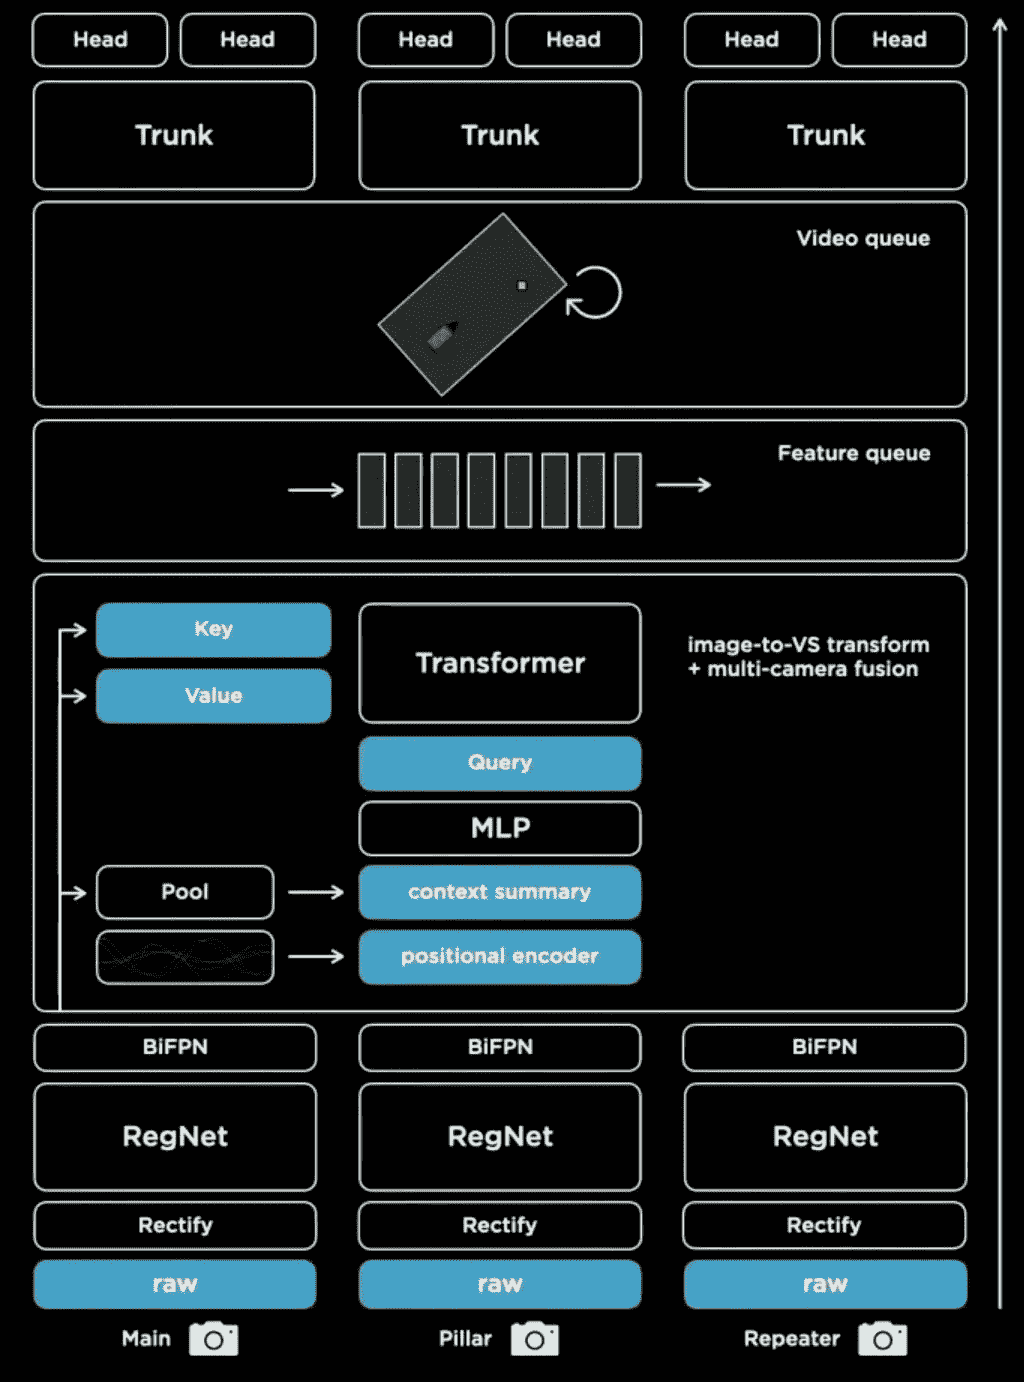 Head Head Head Head Head Head
Trunk Trunk Trunk
Video queue
Feature queue
Key
Value
Transformer
image-to-VS transform
+ multi-camera fusion
Query
MLP
Pool context summary
positional encoder
BiFPN BiFPN BiFPN
RegNet RegNet RegNet
Rectify Rectify Rectify
raw raw raw
Main Pillar Repeater